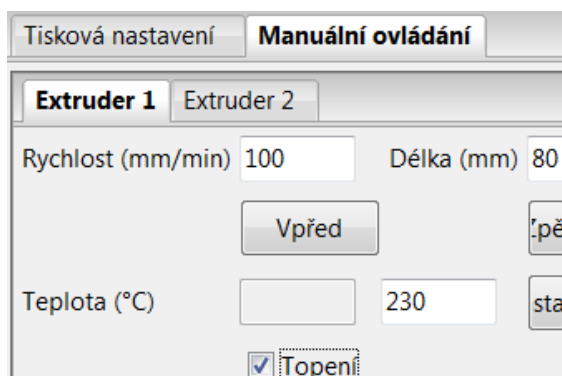 Tisková nastavení Manuální ovládání
Extruder 1 Extruder 2
Rychlost (mm/min) 100 Délka (mm) 80
Vpřed
Teplota (°C) 230
Topení